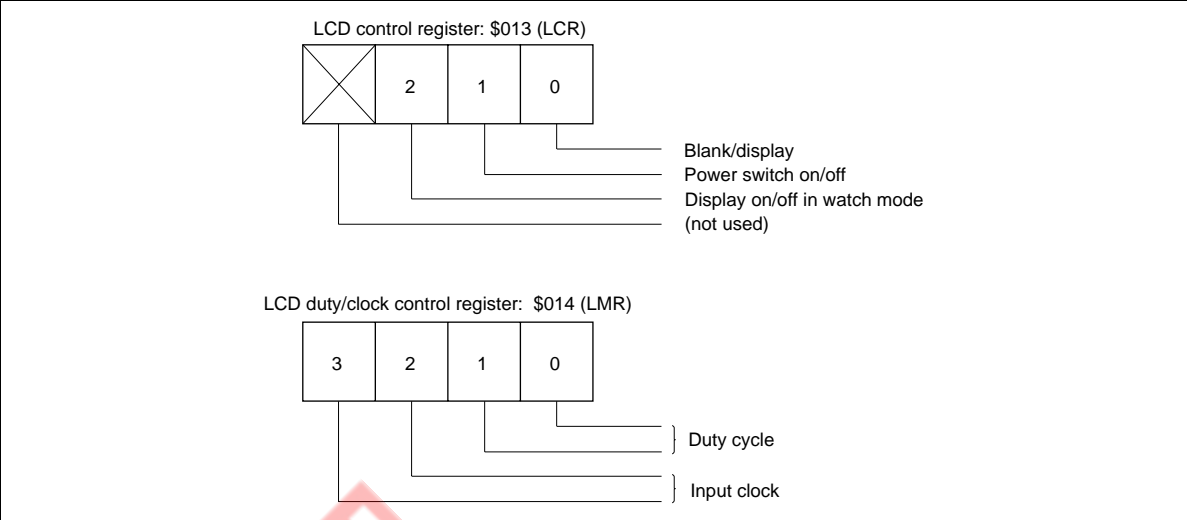 LCD control register: $013 (LCR)
2 1 0
Blank/display
Power switch on/off
Display on/off in watch mode
(not used)
LCD duty/clock control register: $014 (LMR)
3 2 1 0
Duty cycle
Input clock